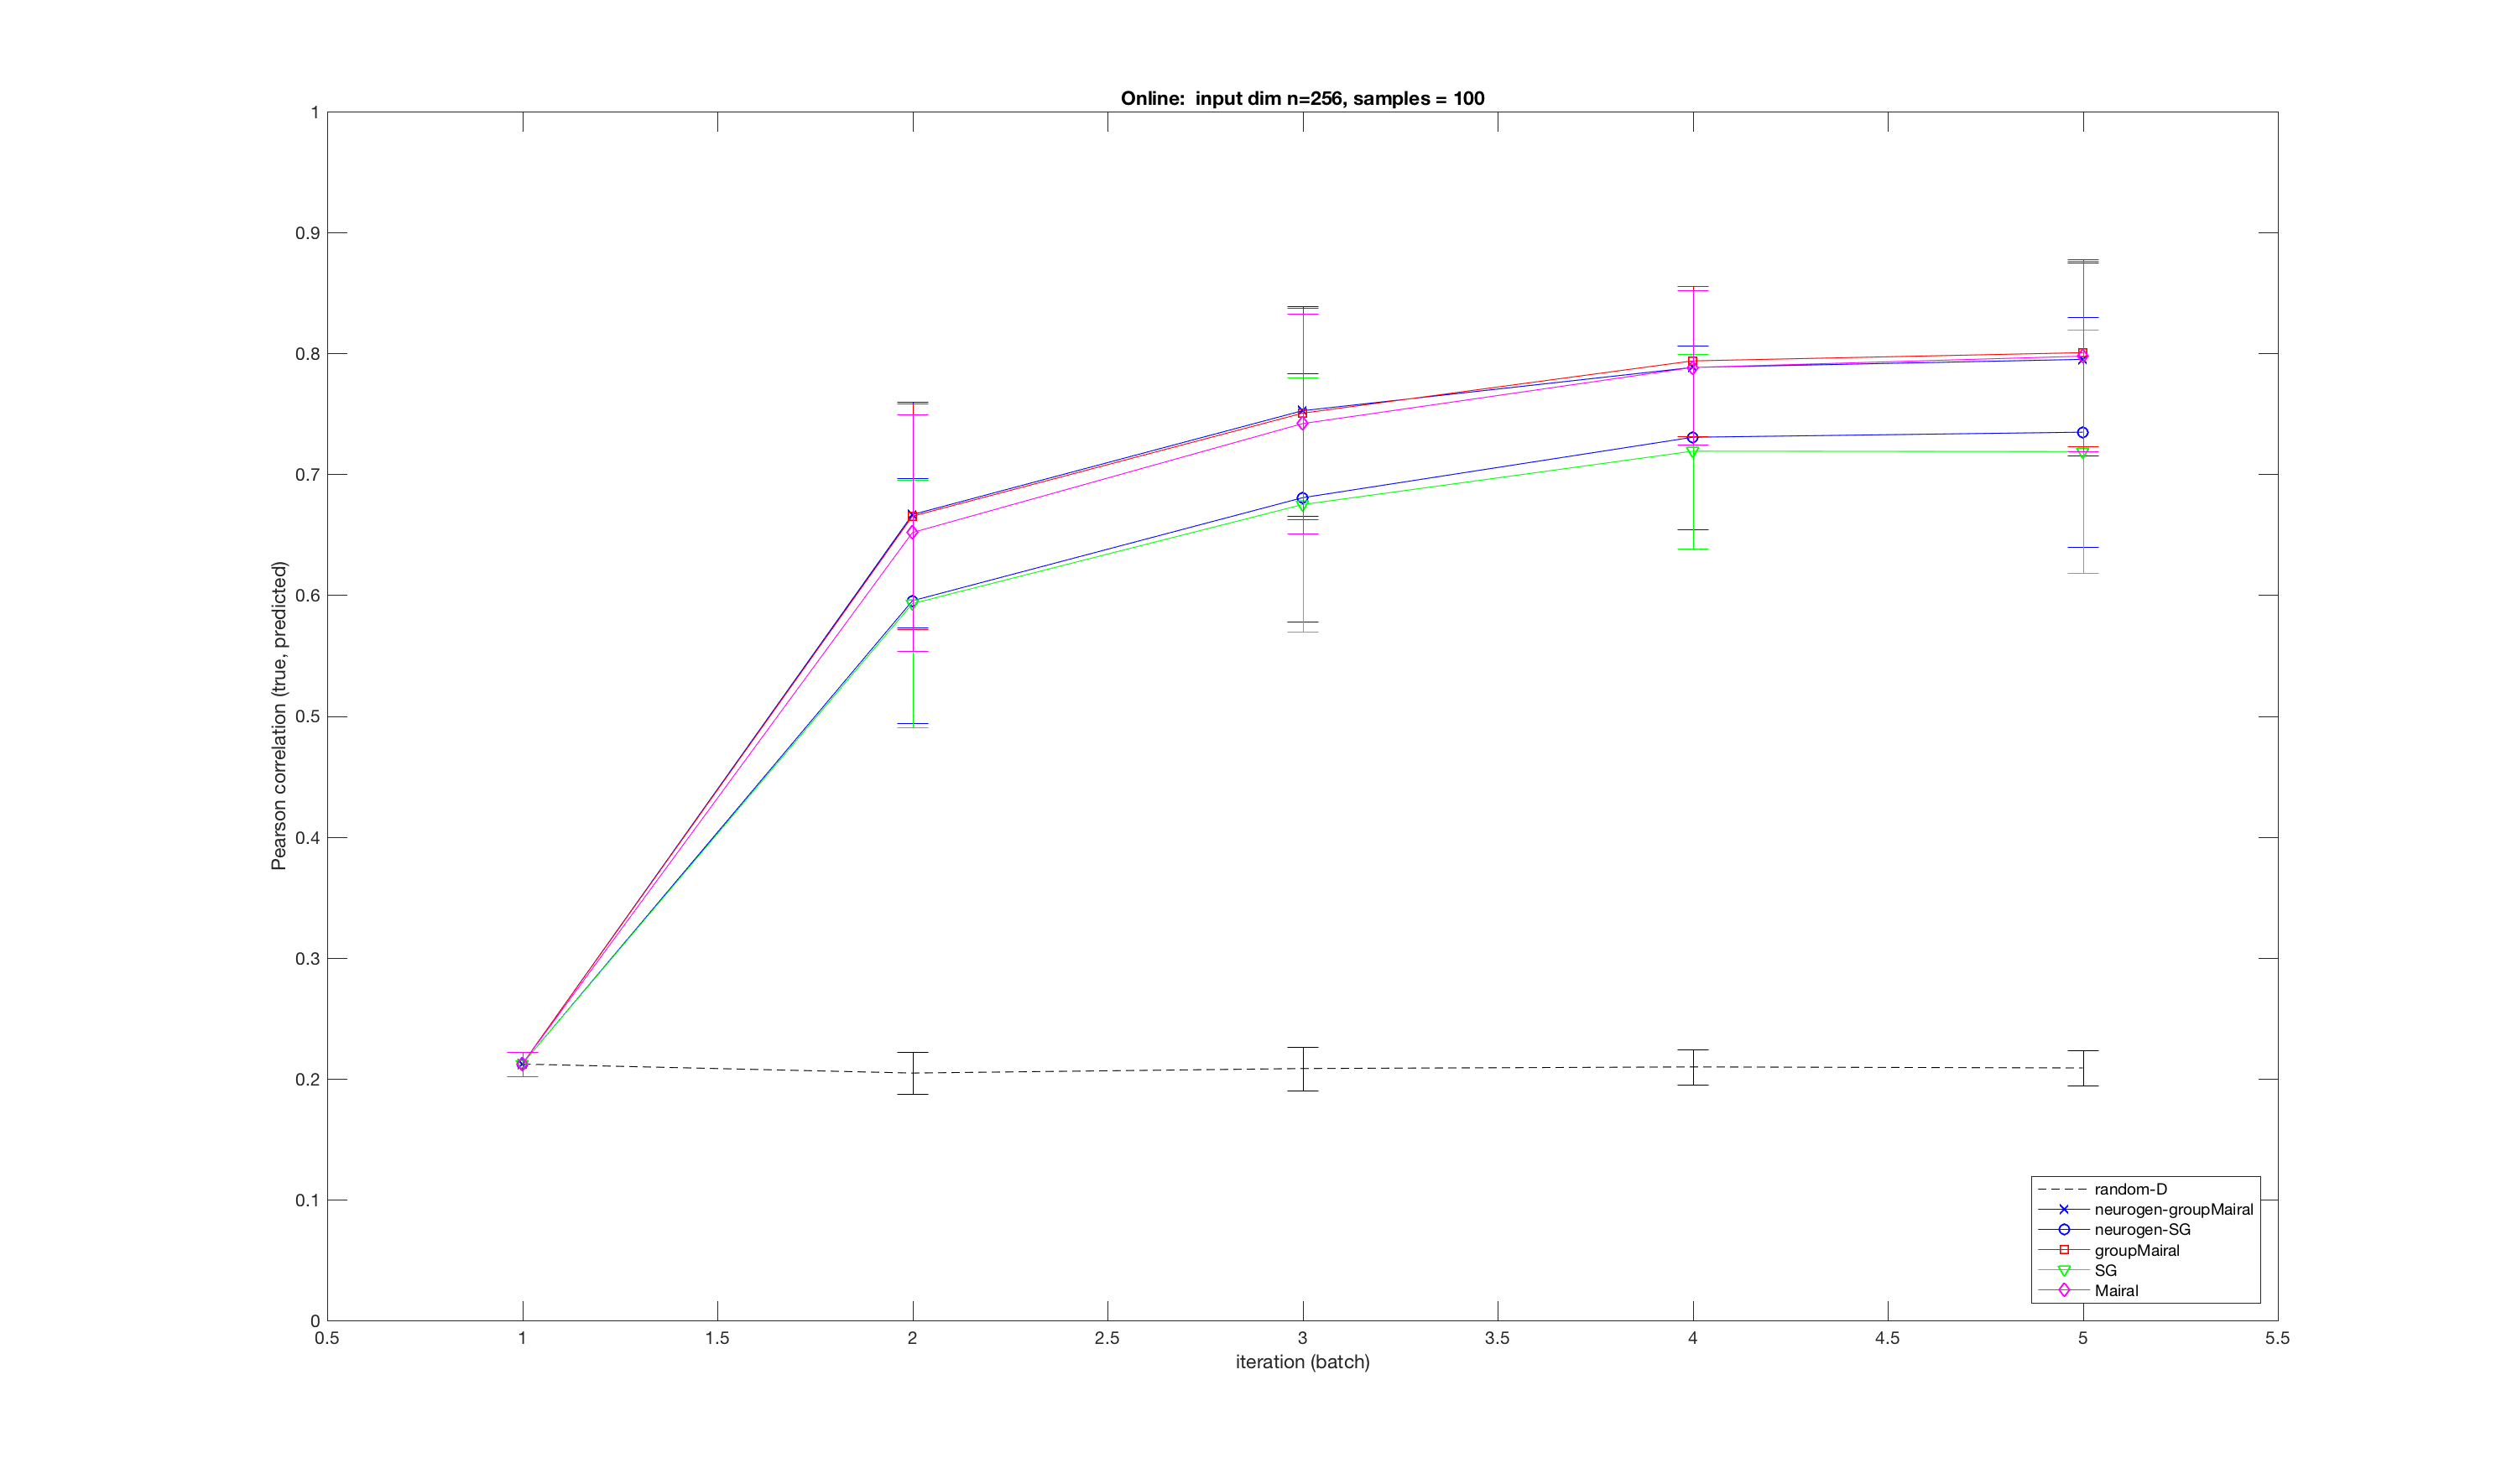 Online:  input dim n=256, samples = 100
1
0.9
0.8
0.7
0.6
0.5
0.4
0.3
0.2
0.1
0
Pearson correlation (true, predicted)
0.5 1 1.5 2 2.5 3 3.5 4 4.5 5 5.5
iteration (batch)
random-D
neurogen-groupMairal
neurogen-SG
groupMairal
SG
Mairal